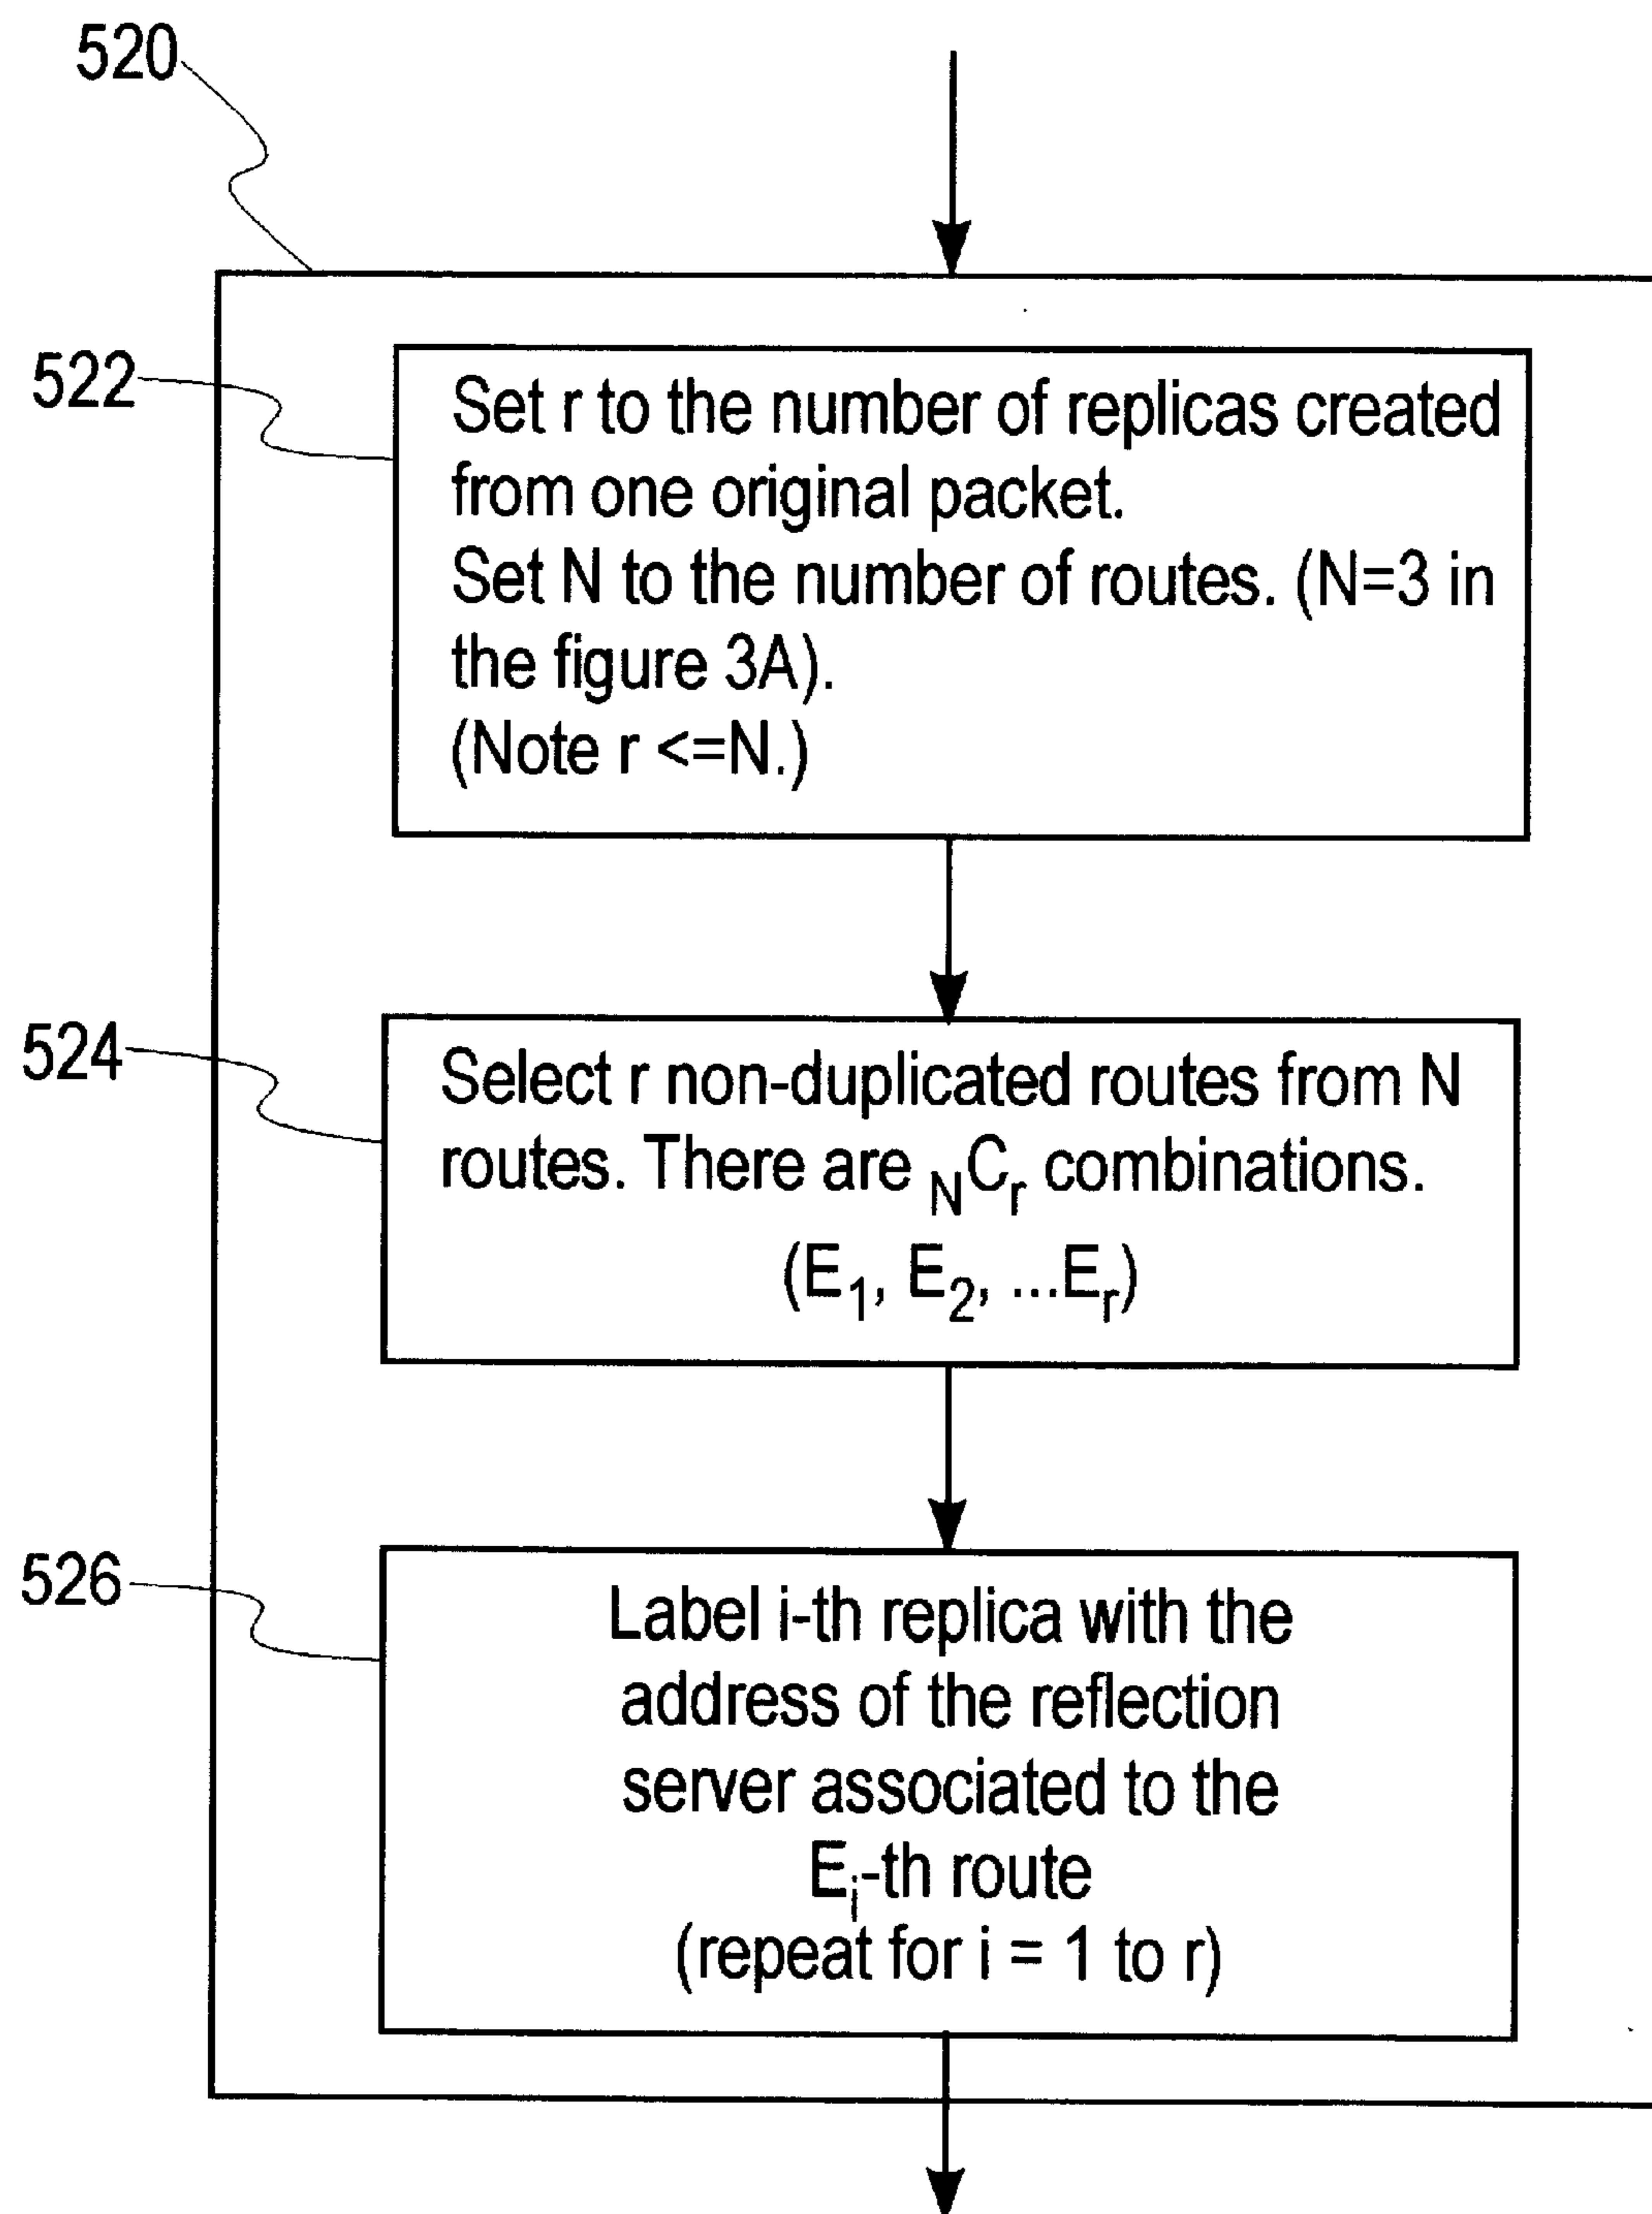 520
522
Set r to the number of replicas created
from one original packet.
Set N to the number of routes. (N=3 in
the figure 3A).
(Note r <=N.)
524
Select r non-duplicated routes from N
routes. There are NCr combinations.
(E1, E2, ...Er)
526
Label i-th replica with the
address of the reflection
server associated to the
Ei-th route
(repeat for i = 1 to r)